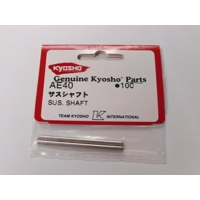 KYOSHO
Genuine Kyosho Parts
AE40 ●100
サスシャフト
SUS. SHAFT
TEAM KYOSHO K INTERNATIONAL